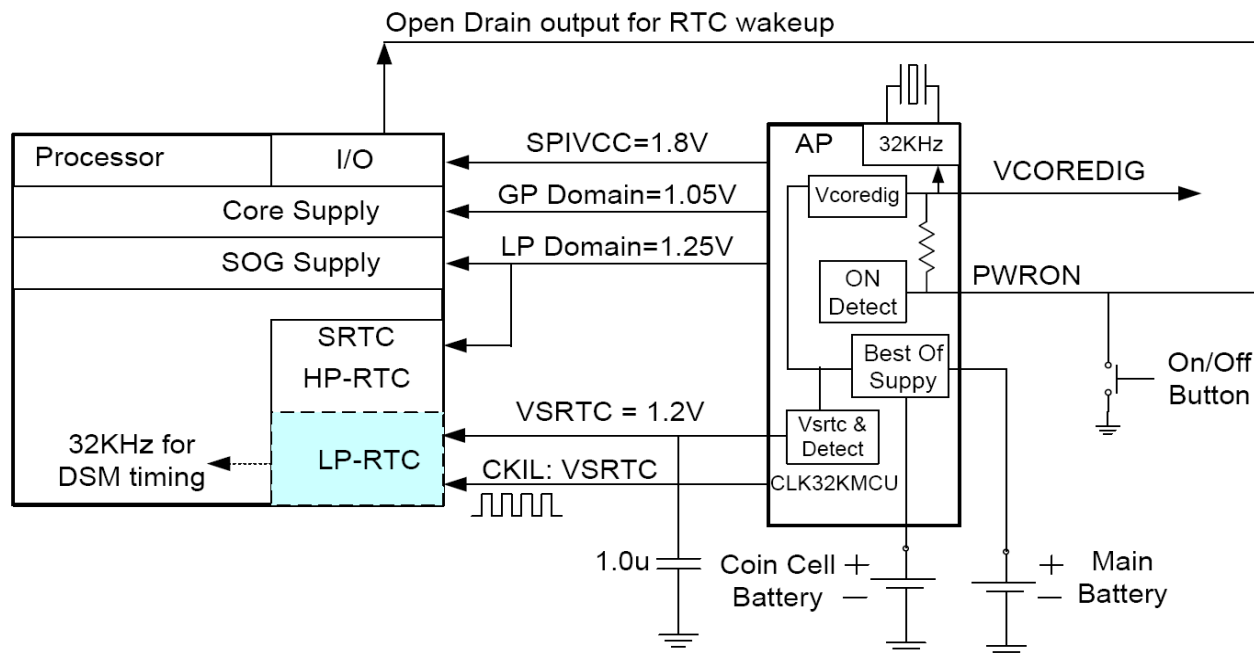 Open Drain output for RTC wakeup
Processor
I/O
Core Supply
SOG Supply
SRTC
HP-RTC
LP-RTC
32KHz for
DSM timing
SPIVCC=1.8V
GP Domain=1.05V
LP Domain=1.25V
VSRTC = 1.2V
CKIL: VSRTC
1.0u
AP
32KHz
Vcoredig
ON
Detect
Best Of
Suppy
Vsrtc &
Detect
CLK32KMCU
VCOREDIG
PWRON
On/Off
Button
Coin Cell
Battery
+
−
+
−
Main
Battery